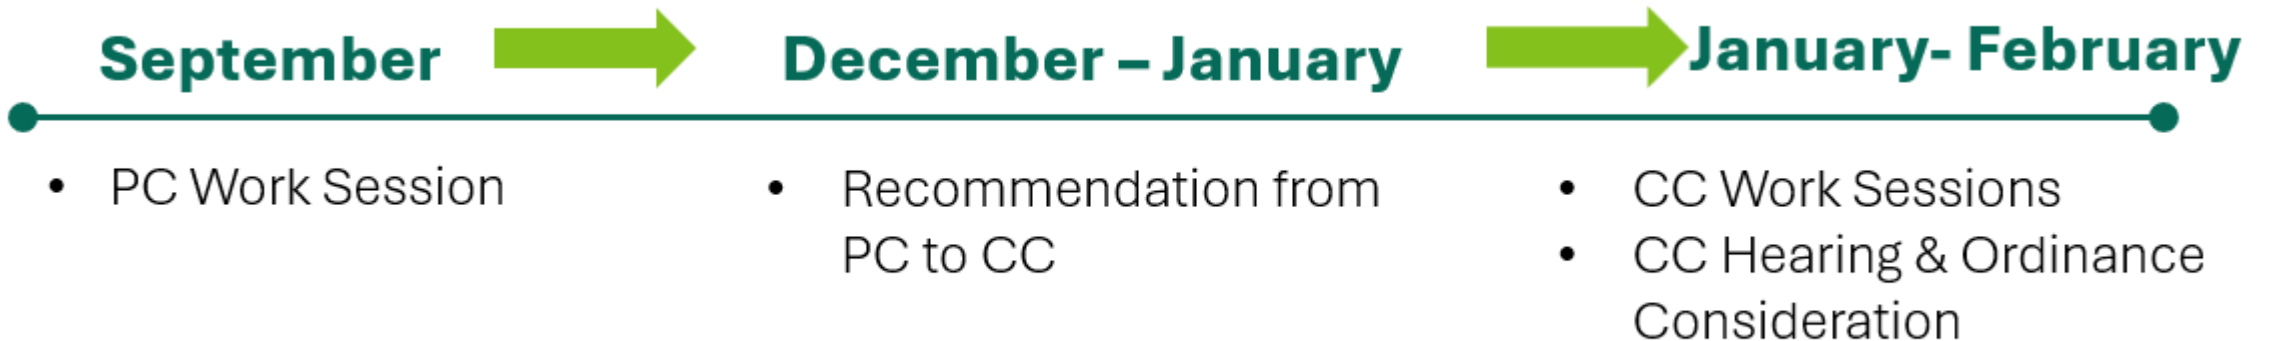 September
December – January
January- February
• PC Work Session
• Recommendation from
PC to CC
• CC Work Sessions
• CC Hearing & Ordinance
Consideration